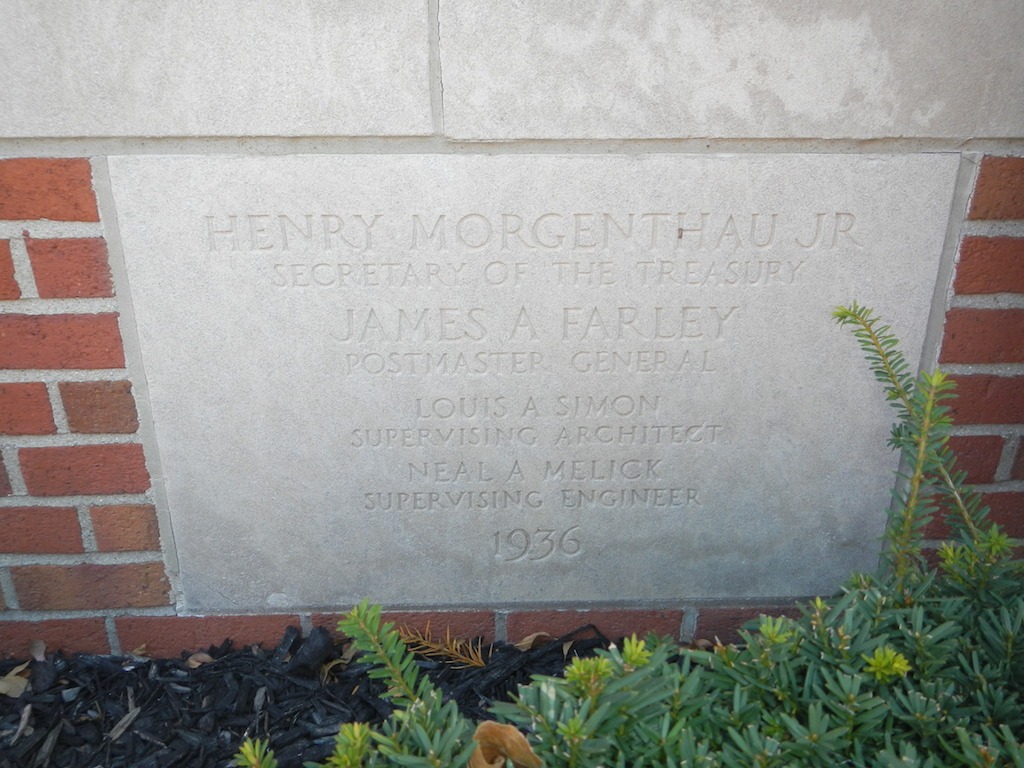 HENRY MORGENTHAU JR
SECRETARY OF THE TREASURY
JAMES A FARLEY
POSTMASTER GENERAL
LOUIS A SIMON
SUPERVISING ARCHITECT
NEAL A MELICK
SUPERVISING ENGINEER
1936